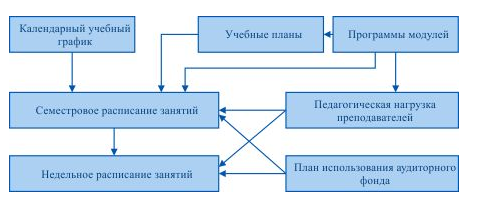 Календарный учебный
график
Учебные планы
Программы модулей
Семестровое расписание занятий
Педагогическая нагрузка
преподавателей
Недельное расписание занятий
План использования аудиторного
фонда